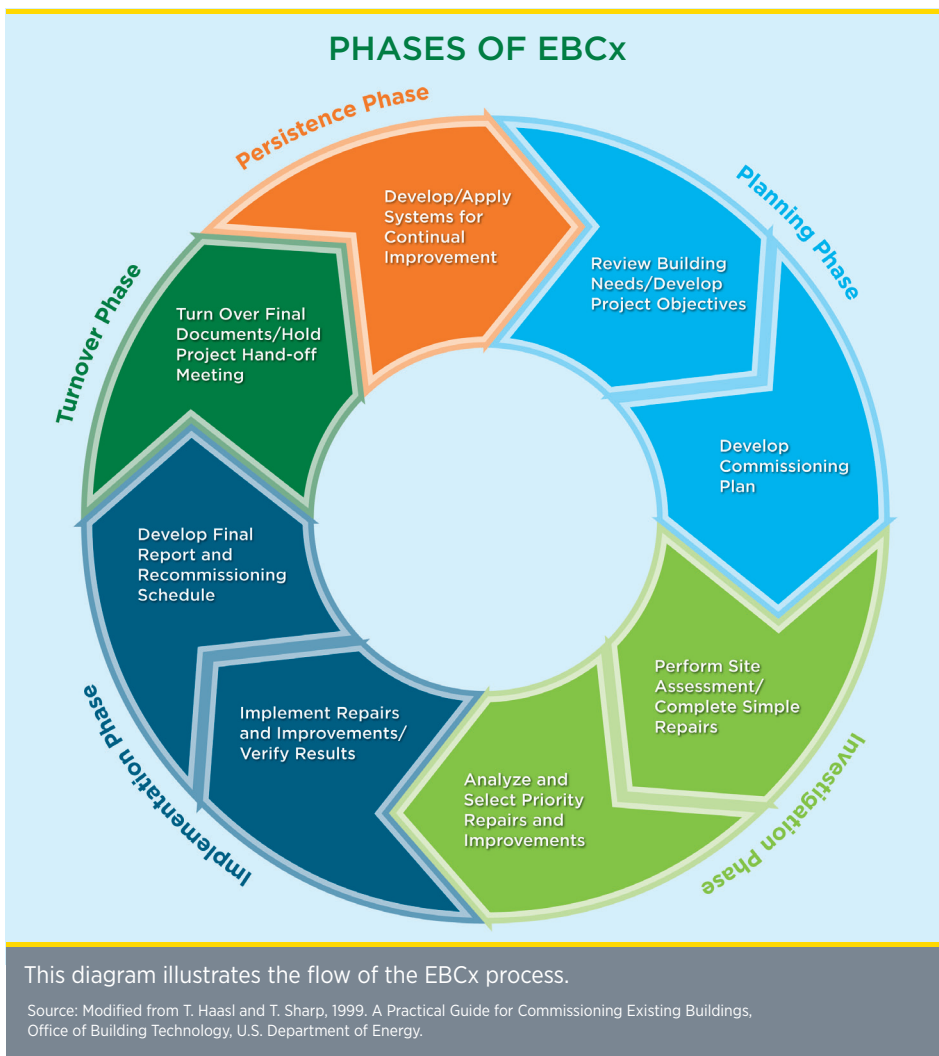 PHASES OF EBCx
Persistence Phase
Develop/Apply
Systems for
Continual
Improvement
Planning Phase
Review Building
Needs/Develop
Project Objectives
Develop
Commissioning
Plan
Investigation Phase
Perform Site
Assessment/
Complete Simple
Repairs
Analyze and
Select Priority
Repairs and
Improvements
Implementation Phase
Implement Repairs
and Improvements/
Verify Results
Develop Final
Report and
Recommissioning
Schedule
Turnover Phase
Turn Over Final
Documents/Hold
Project Hand-off
Meeting
This diagram illustrates the flow of the EBCx process.
Source: Modified from T. Haasl and T. Sharp, 1999. A Practical Guide for Commissioning Existing Buildings,
Office of Building Technology, U.S. Department of Energy.